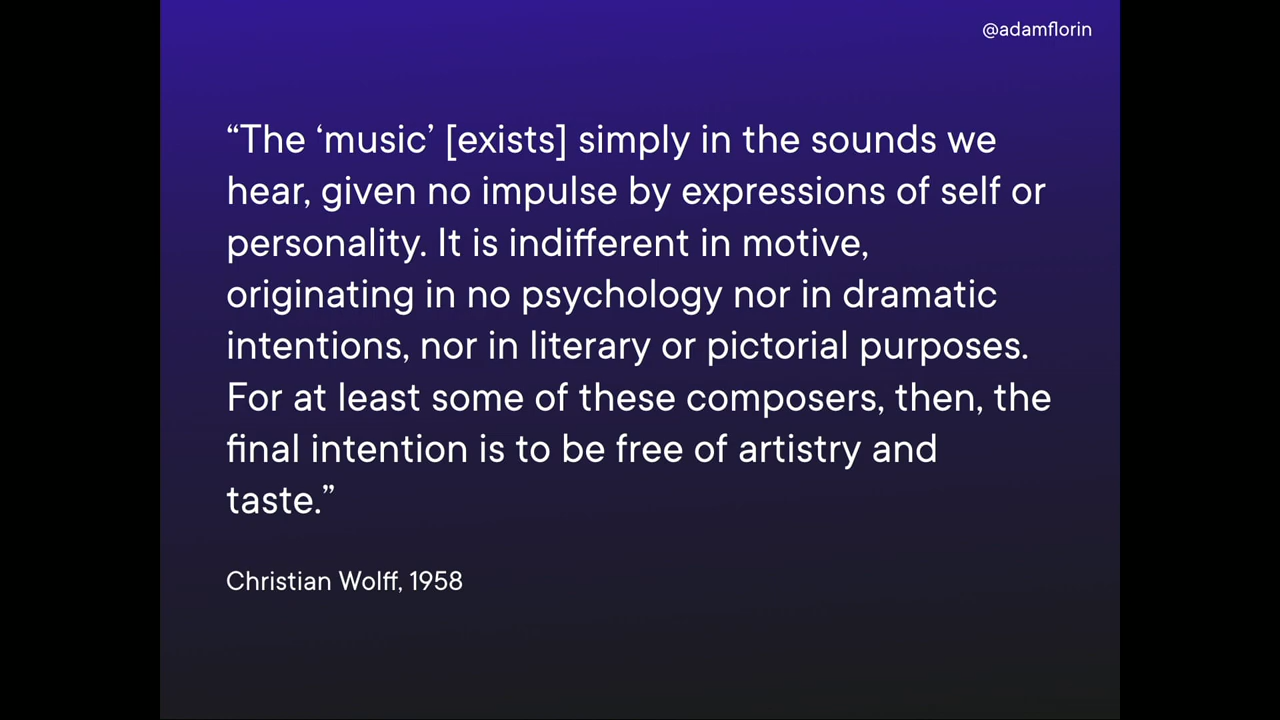 @adamflorin
“The ‘music’ [exists] simply in the sounds we
hear, given no impulse by expressions of self or
personality. It is indifferent in motive,
originating in no psychology nor in dramatic
intentions, nor in literary or pictorial purposes.
For at least some of these composers, then, the
final intention is to be free of artistry and
taste.”
Christian Wolff, 1958